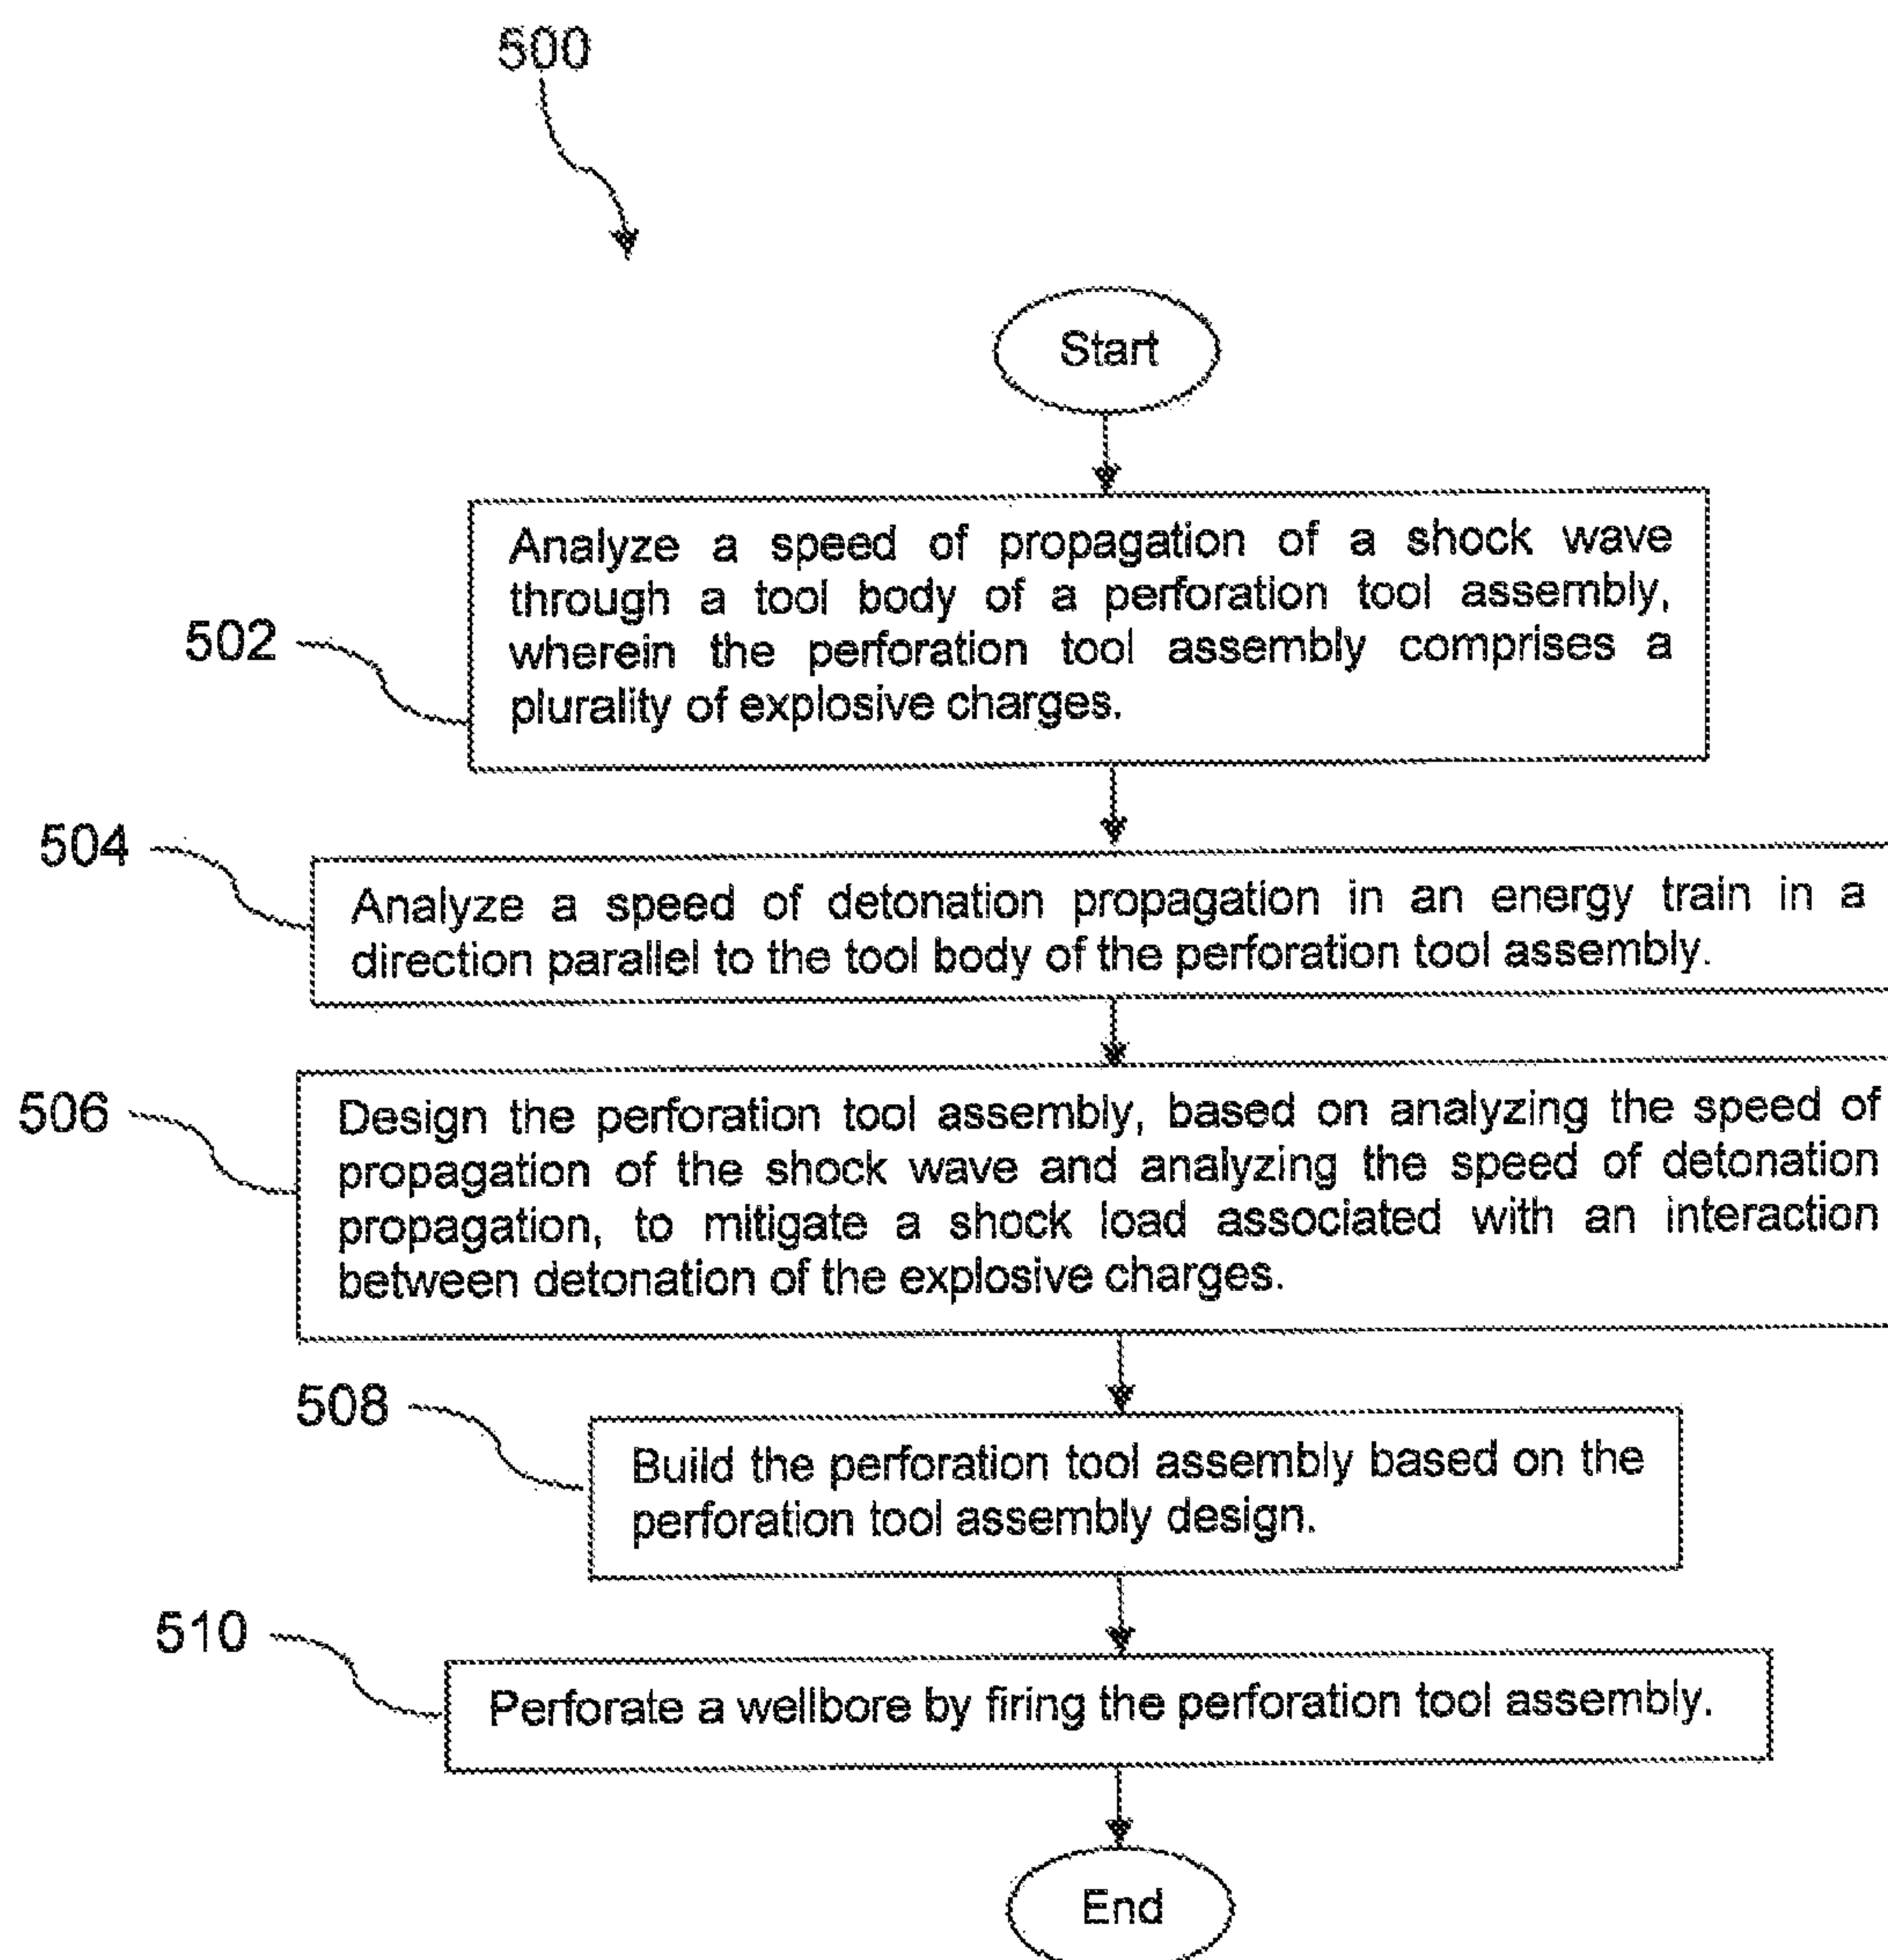 500
Start
502
Analyze a speed of propagation of a shock wave
through a tool body of a perforation tool assembly,
wherein the perforation tool assembly comprises a
plurality of explosive charges.
504
Analyze a speed of detonation propagation in an energy train in a
direction parallel to the tool body of the perforation tool assembly.
506
Design the perforation tool assembly, based on analyzing the speed of
propagation of the shock wave and analyzing the speed of detonation
propagation, to mitigate a shock load associated with an interaction
between detonation of the explosive charges.
508
Build the perforation tool assembly based on the
perforation tool assembly design.
510
Perforate a wellbore by firing the perforation tool assembly.
End